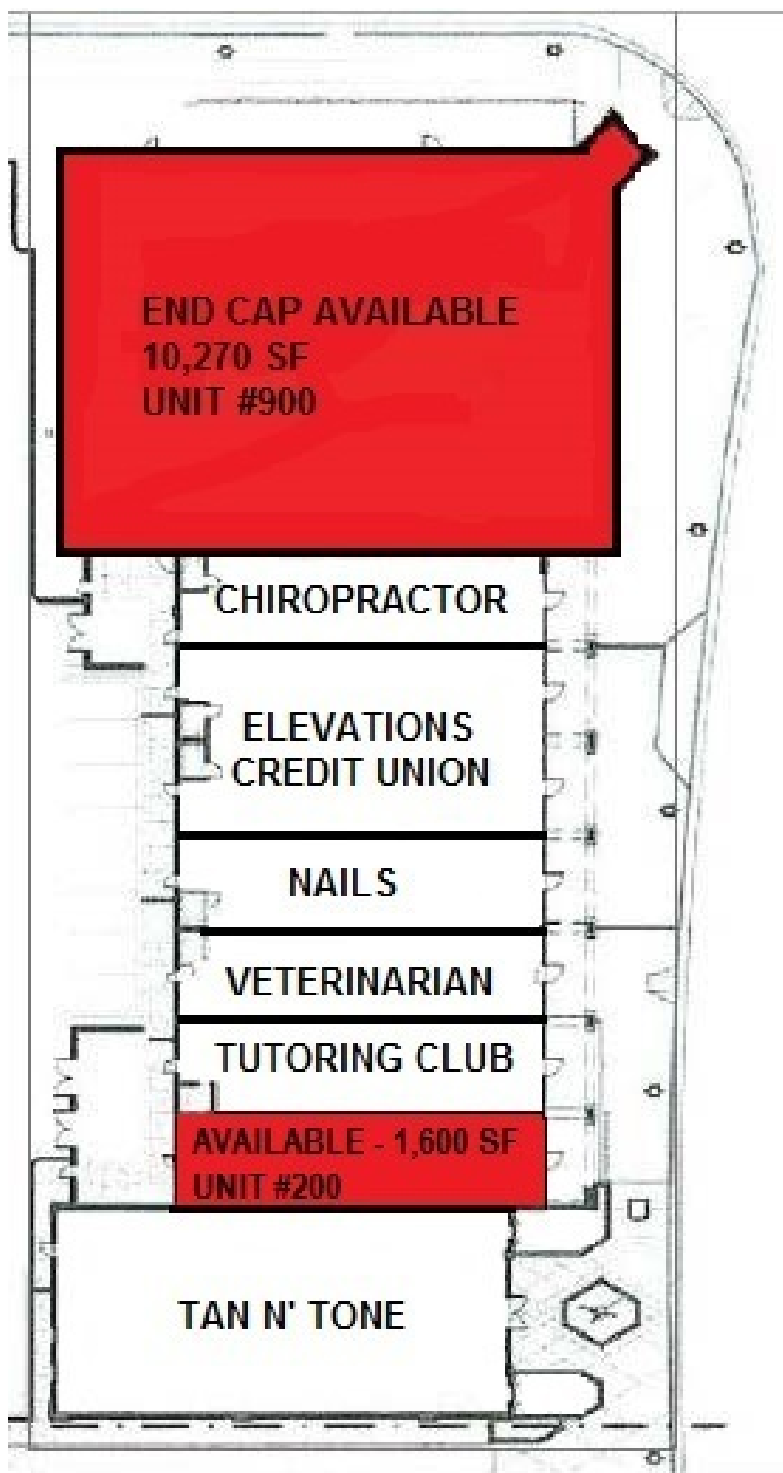 END CAP AVAILABLE
10,270 SF
UNIT #900
CHIROPRACTOR
ELEVATIONS
CREDIT UNION
NAILS
VETERINARIAN
TUTORING CLUB
AVAILABLE - 1,600 SF
UNIT #200
TAN N' TONE